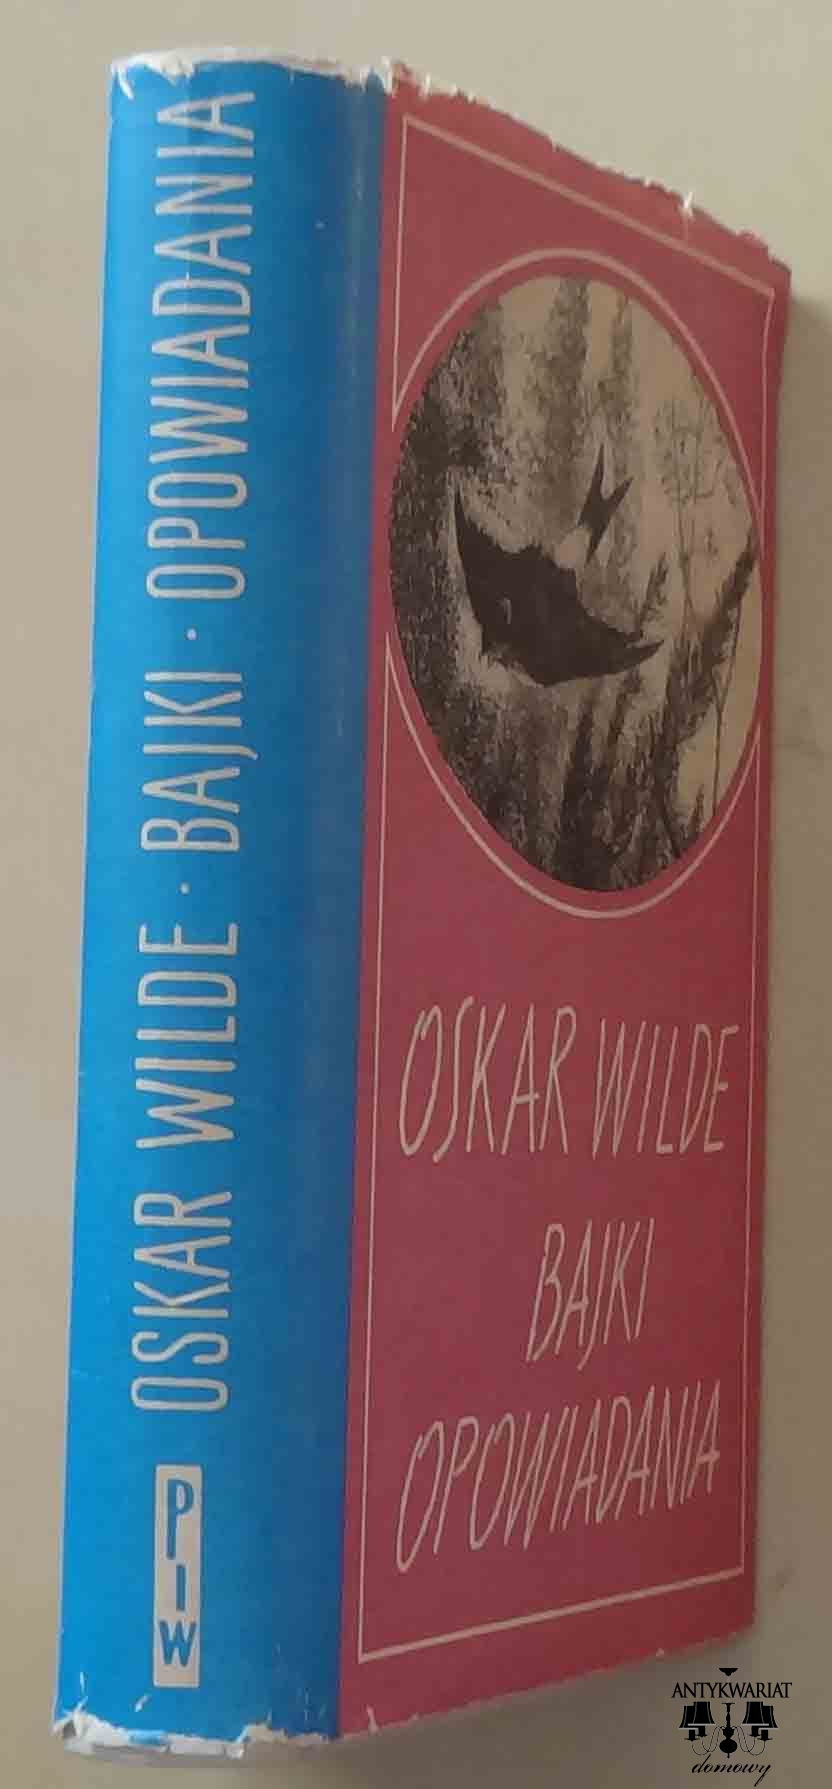 OSKAR WILDE · BAJKI · OPOWIADANIA
PIW
OSKAR WILDE
BAJKI
OPOWIADANIA
ANTYKWARIAT
domowy